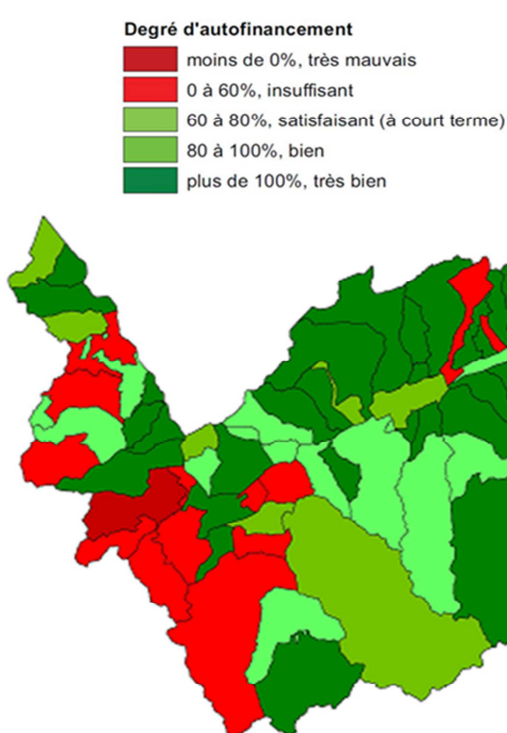 Degré d'autofinancement
moins de 0%, très mauvais
0 à 60%, insuffisant
60 à 80%, satisfaisant (à court terme)
80 à 100%, bien
plus de 100%, très bien